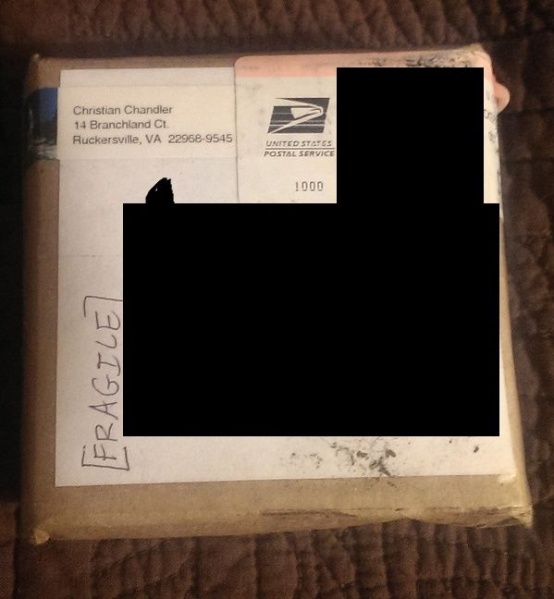 Christian Chandler
14 Branchland Ct.
Ruckersville, VA 22968-9545
UNITED STATES
POSTAL SERVICE
1000
[FRAGILE]